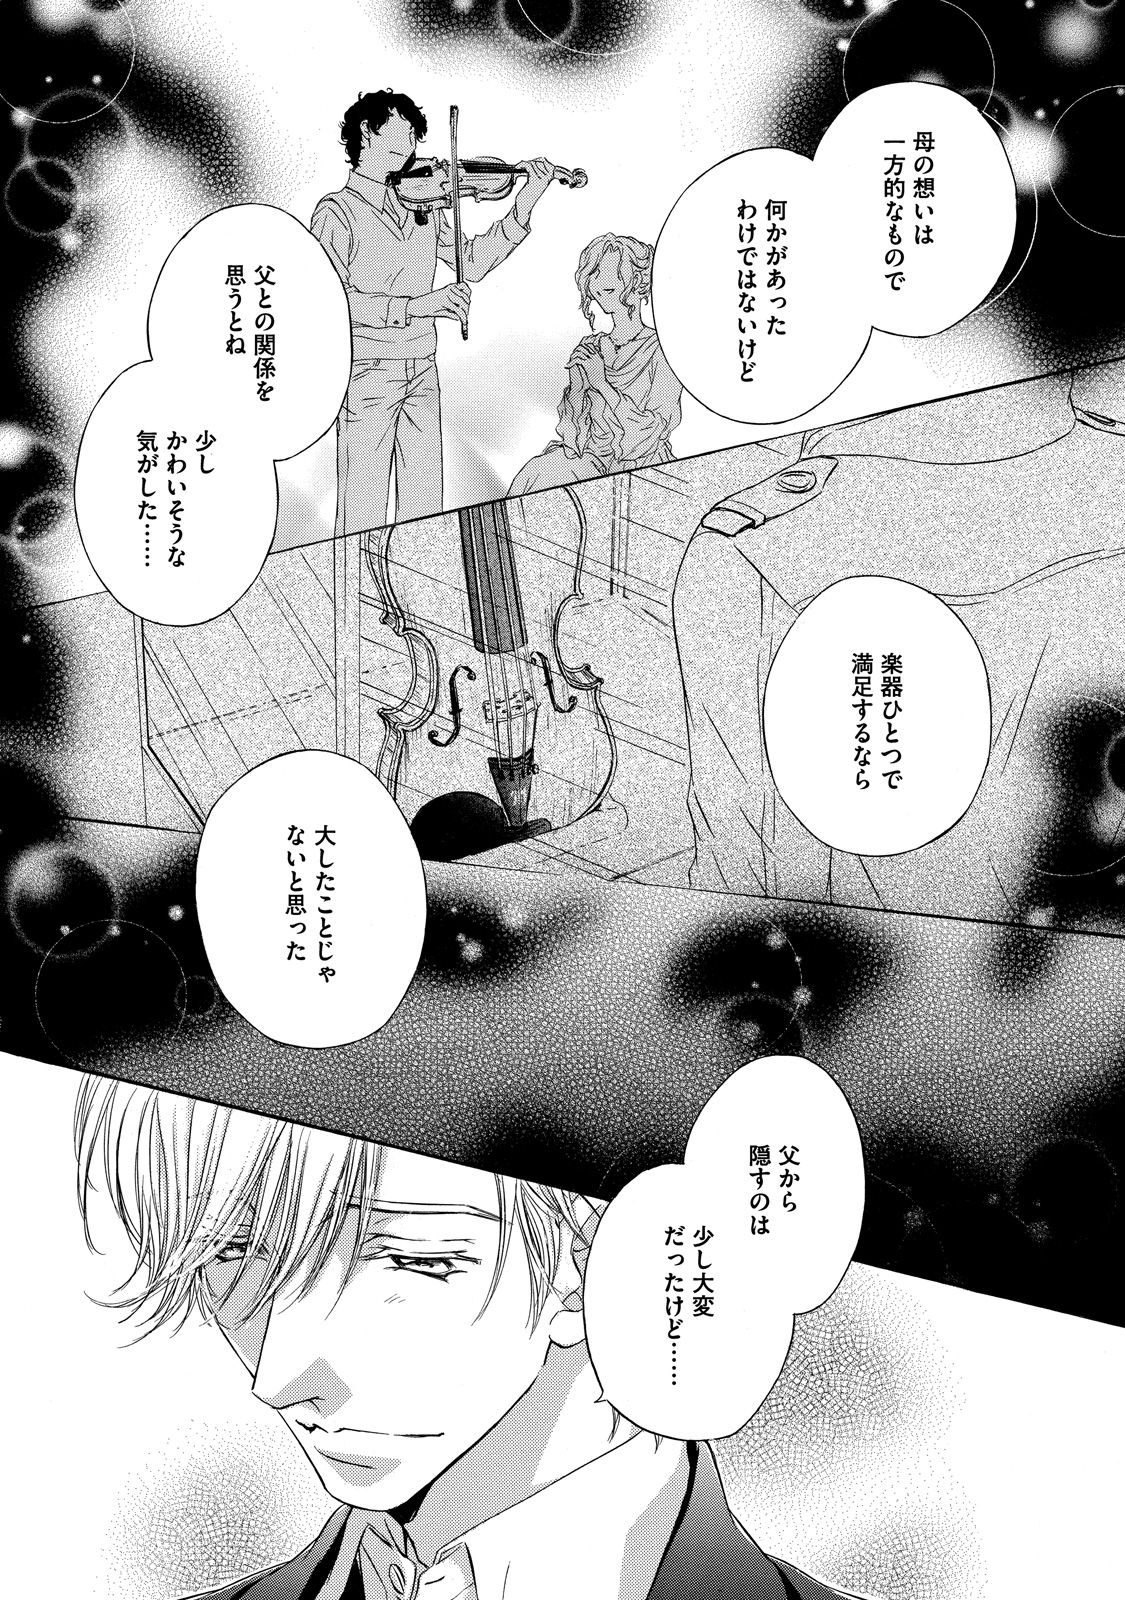 母の想いは
一方的なもので
何かがあった
わけではないけど
父との関係を
思うとね
少し
かわいそうな
気がした……
楽器ひとつで
満足するなら
大したことじゃ
ないと思った
父から
隠すのは
少し大変
だったけど……